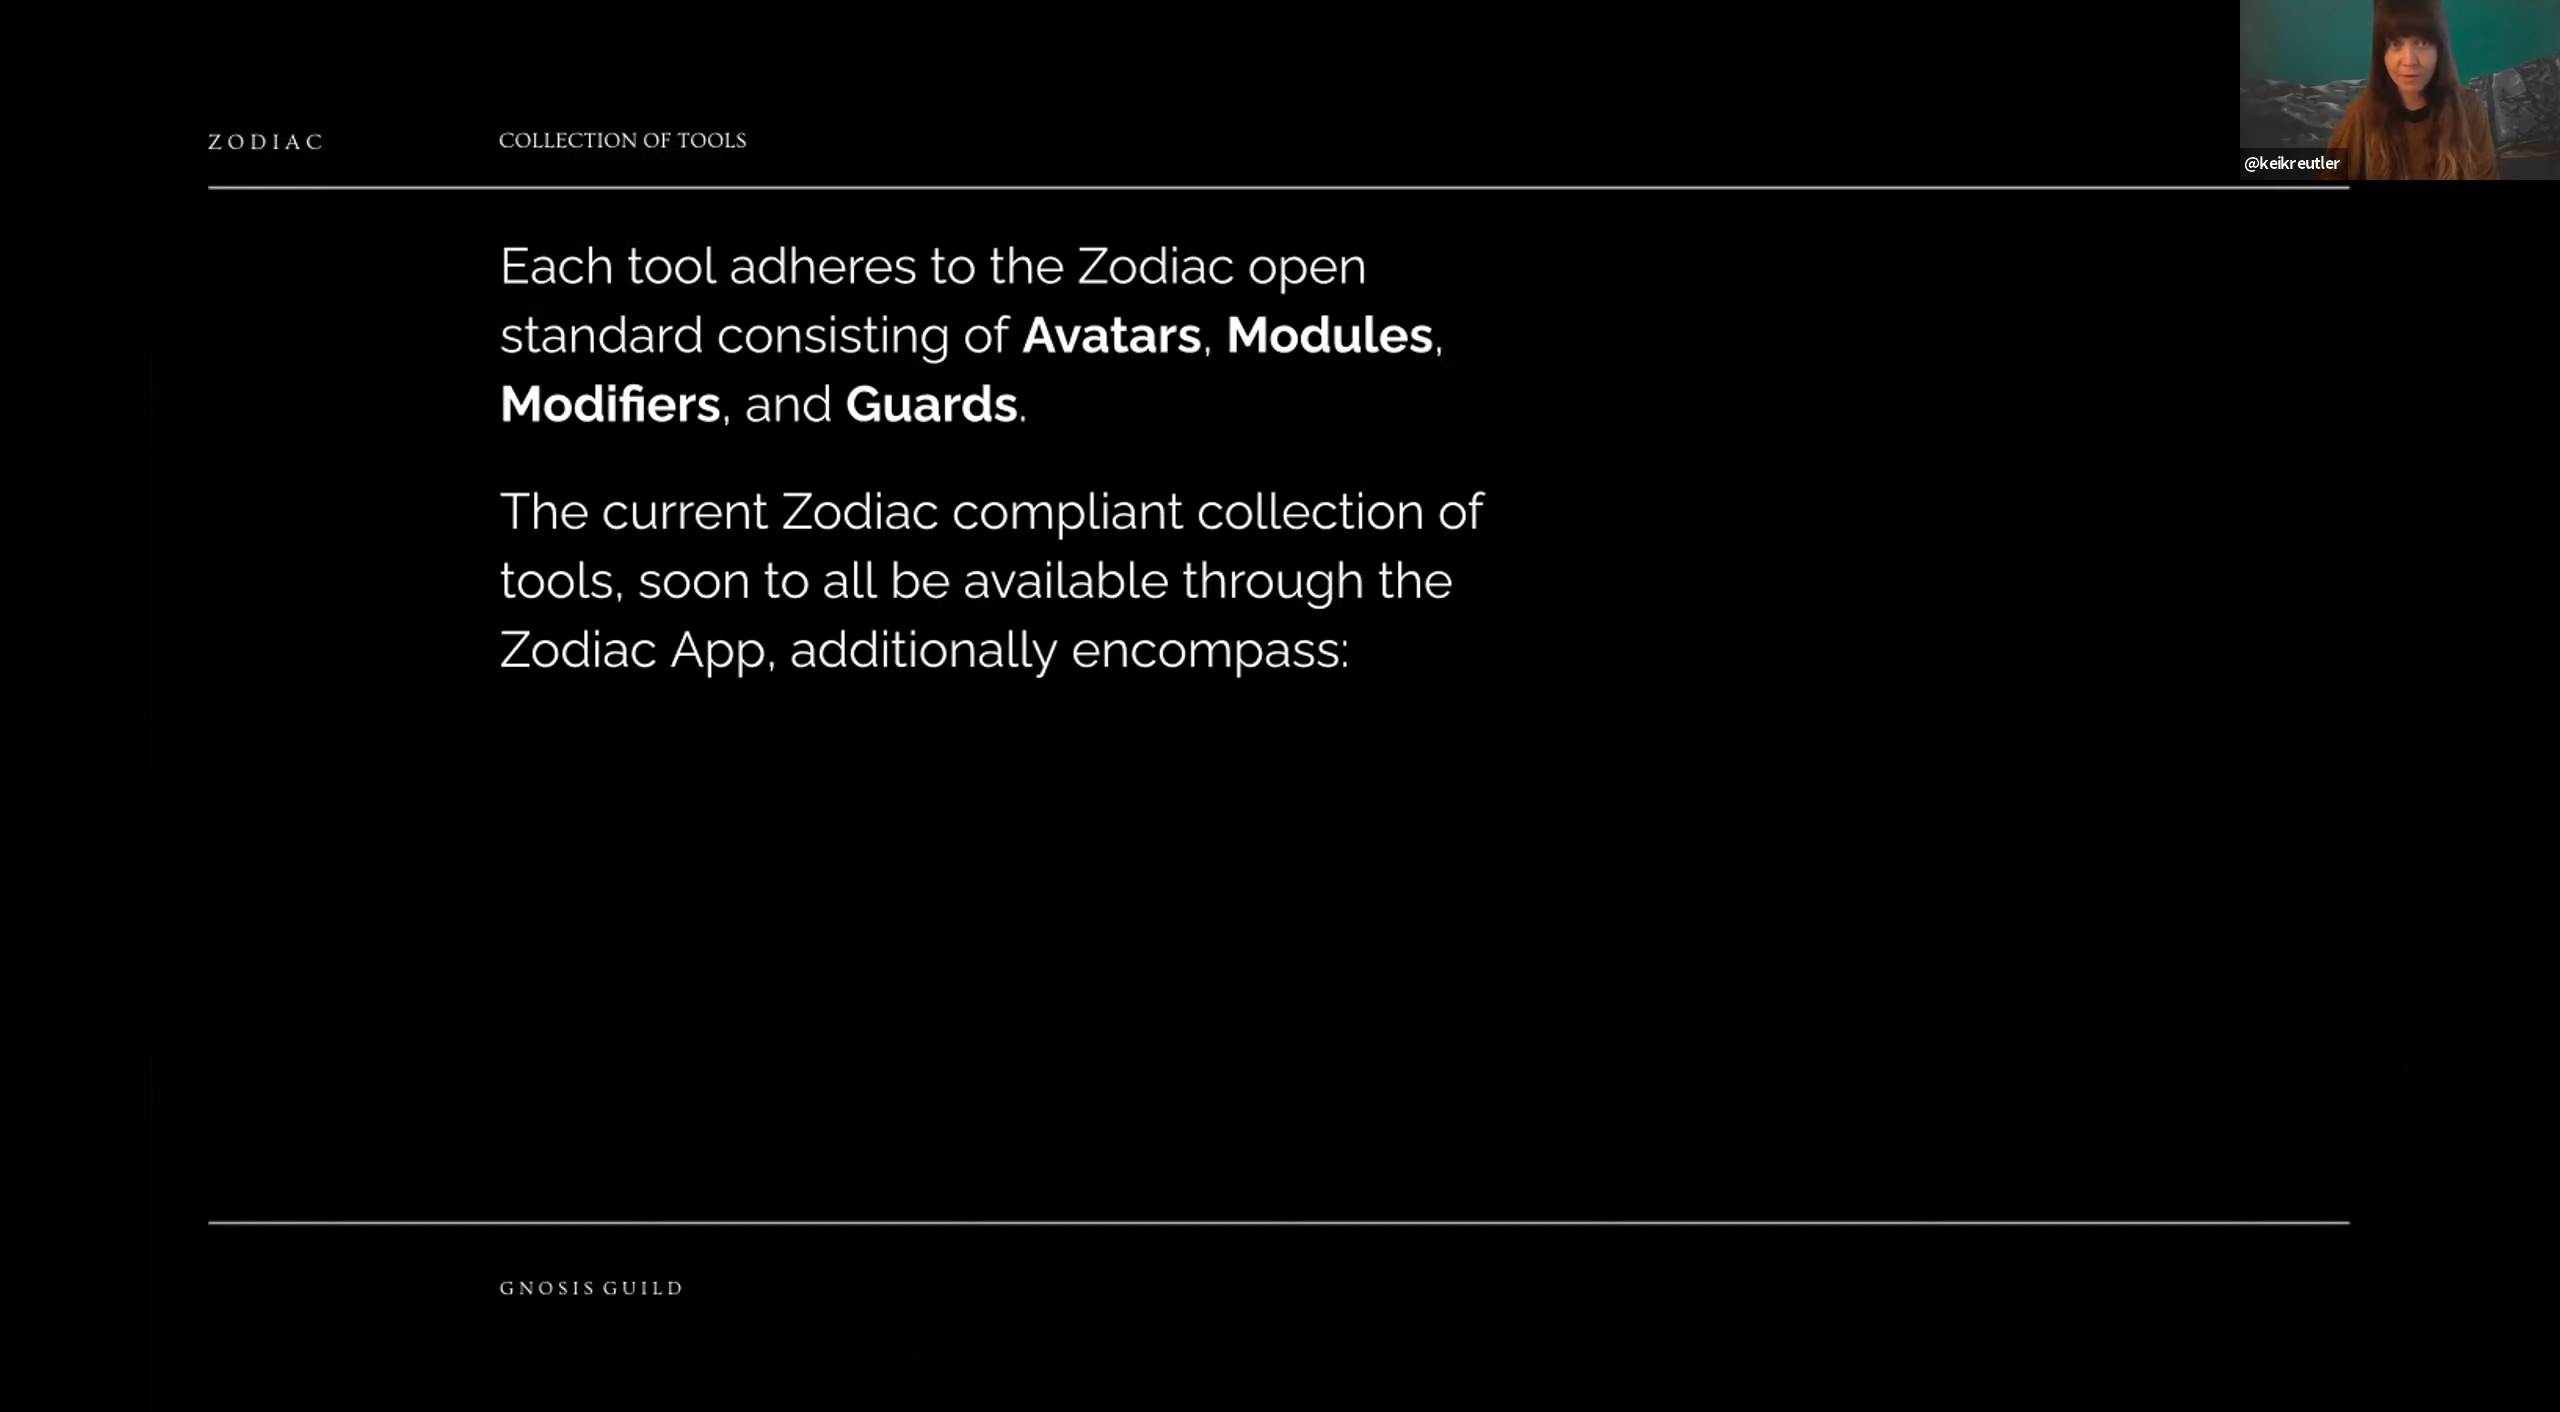 ZODIAC
COLLECTION OF TOOLS
@keikreutler
Each tool adheres to the Zodiac open
standard consisting of Avatars, Modules,
Modifiers, and Guards.
The current Zodiac compliant collection of
tools, soon to all be available through the
Zodiac App, additionally encompass:
GNOSIS GUILD